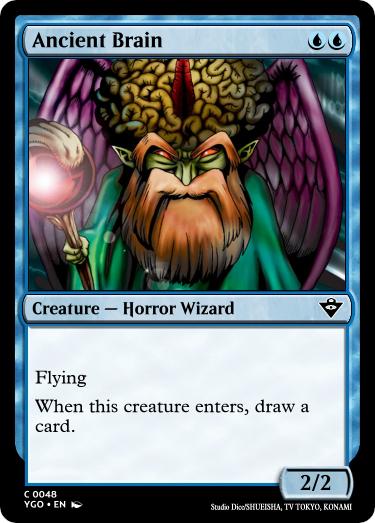 Ancient Brain
Creature — Horror Wizard
Flying
When this creature enters, draw a
card.
2/2
C 0048
YGO • EN
Studio Dice/SHUEISHA, TV TOKYO, KONAMI